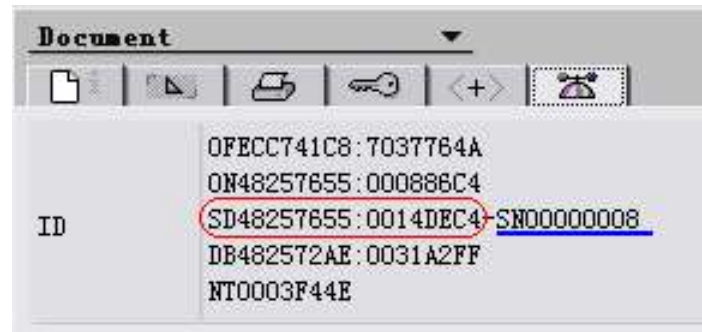 Document
<+>
ID
OFECC741C8:7037764A
ON48257655:000886C4
SD48257655:0014DEC4-SN00000008
DB482572AE:0031A2FF
NT0003F44E